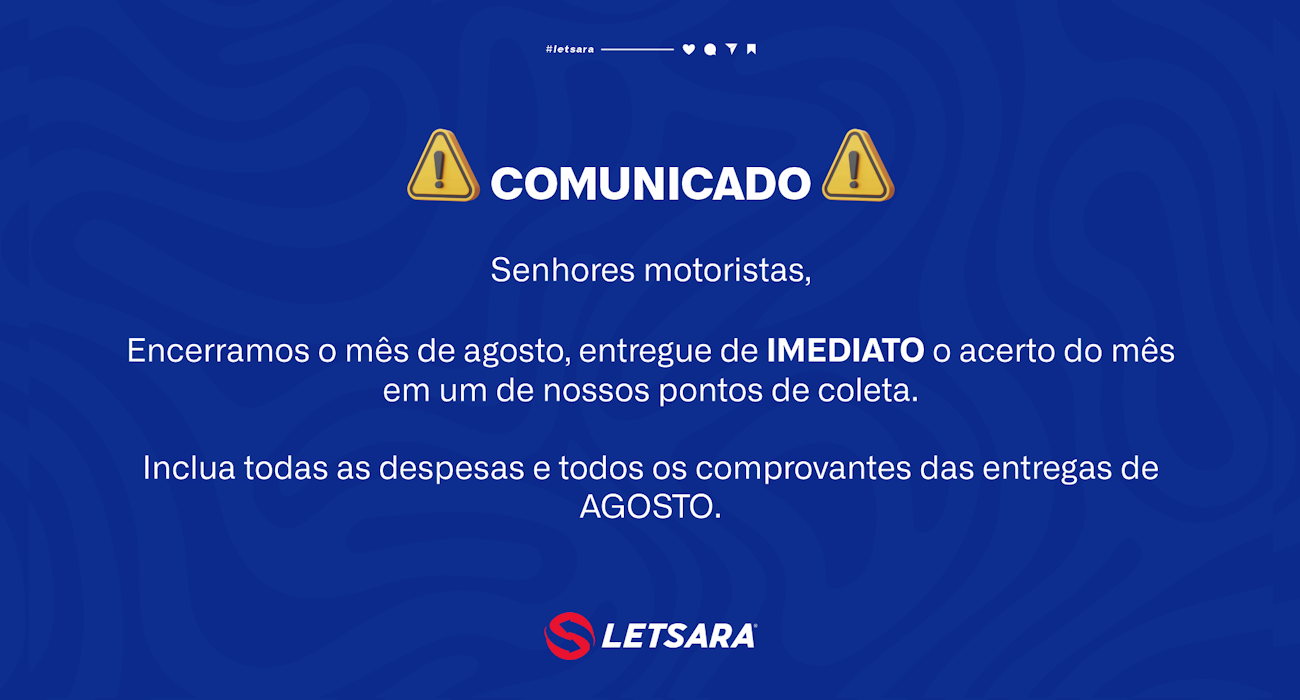 #letsara
COMUNICADO
Senhores motoristas,
Encerramos o mês de agosto, entregue de IMEDIATO o acerto do mês
em um de nossos pontos de coleta.
Inclua todas as despesas e todos os comprovantes das entregas de
AGOSTO.
LETSARA